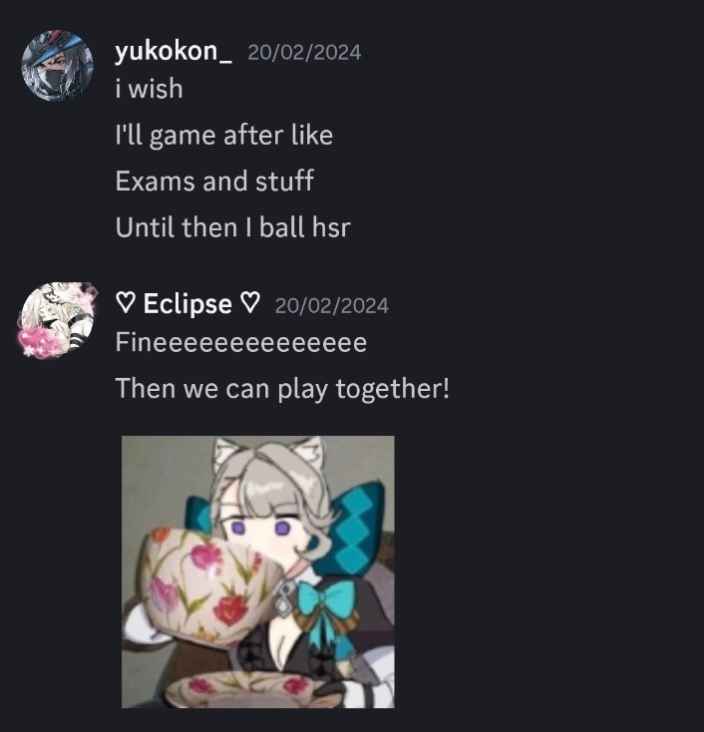 yukokon_ 20/02/2024
i wish
I'll game after like
Exams and stuff
Until then I ball hsr
♡ Eclipse ♡ 20/02/2024
Fineeeeeeeeeeeeeee
Then we can play together!